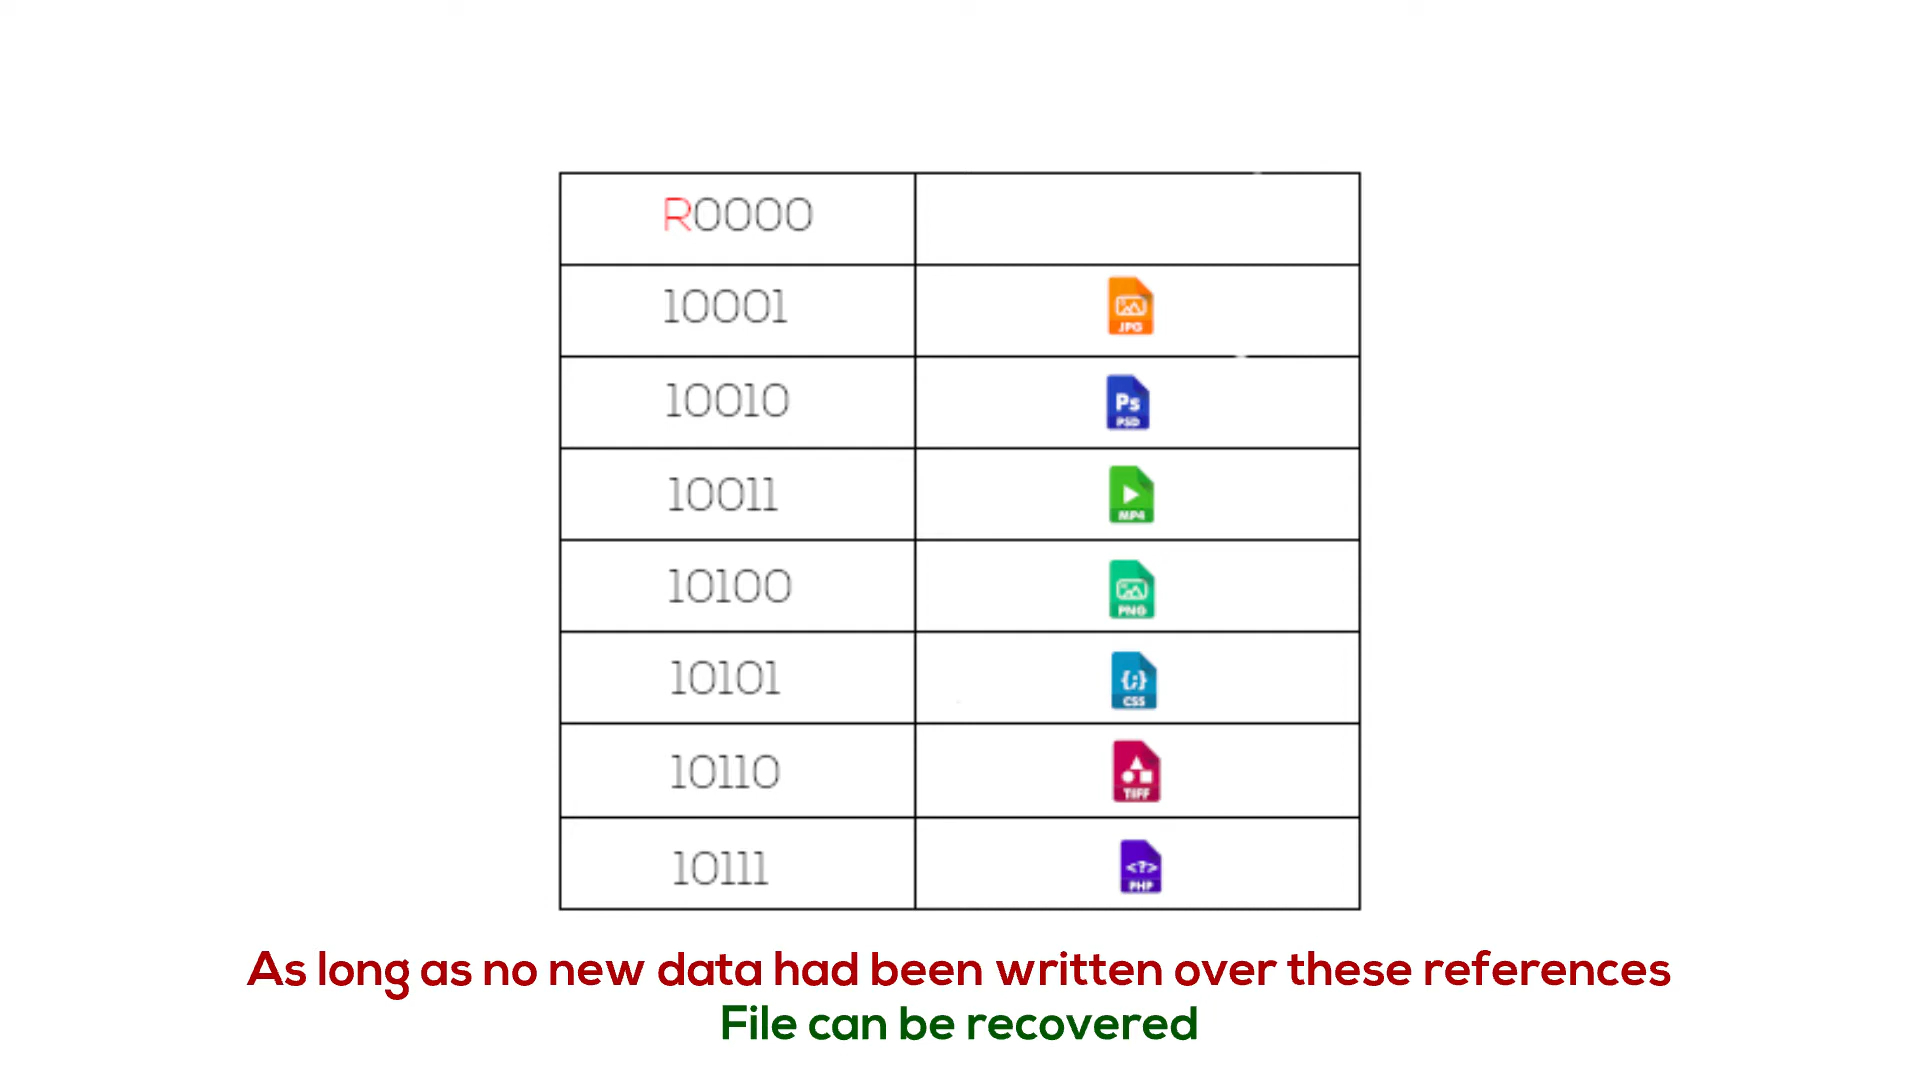 R0000
10001
JPG
10010
Ps
PSD
10011
MP4
10100
PNG
10101
{;}
CSS
10110
TIFF
10111
<?>
PHP
As long as no new data had been written over these references
File can be recovered